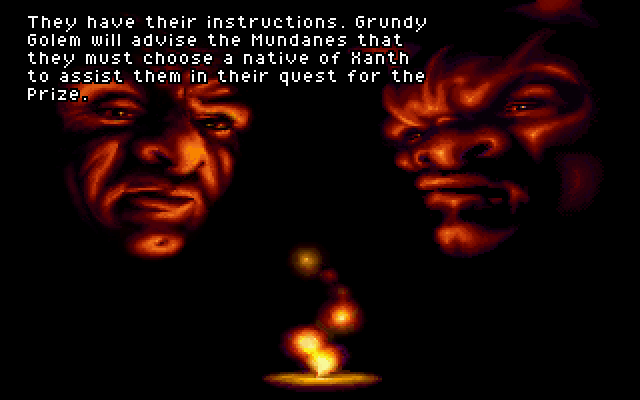 They have their instructions. Grundy
Golem will advise the Mundanes that
they must choose a native of Xanth
to assist them in their quest for the
Prize.